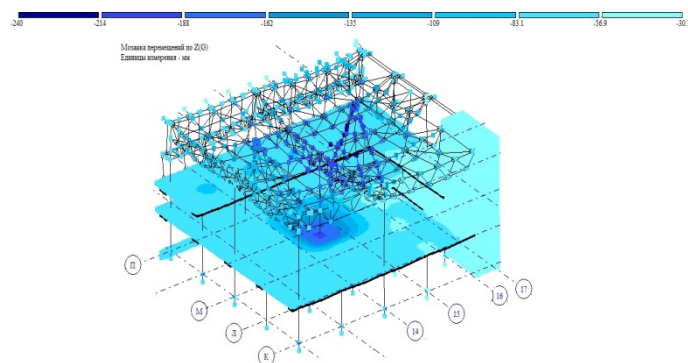 -240 -214 -188 -162 -135 -109 -83.1 -56.9 -30.7
Мозаика перемещений по Z(G)
Единицы измерения - мм
П
17
16
М
15
Л
14
К